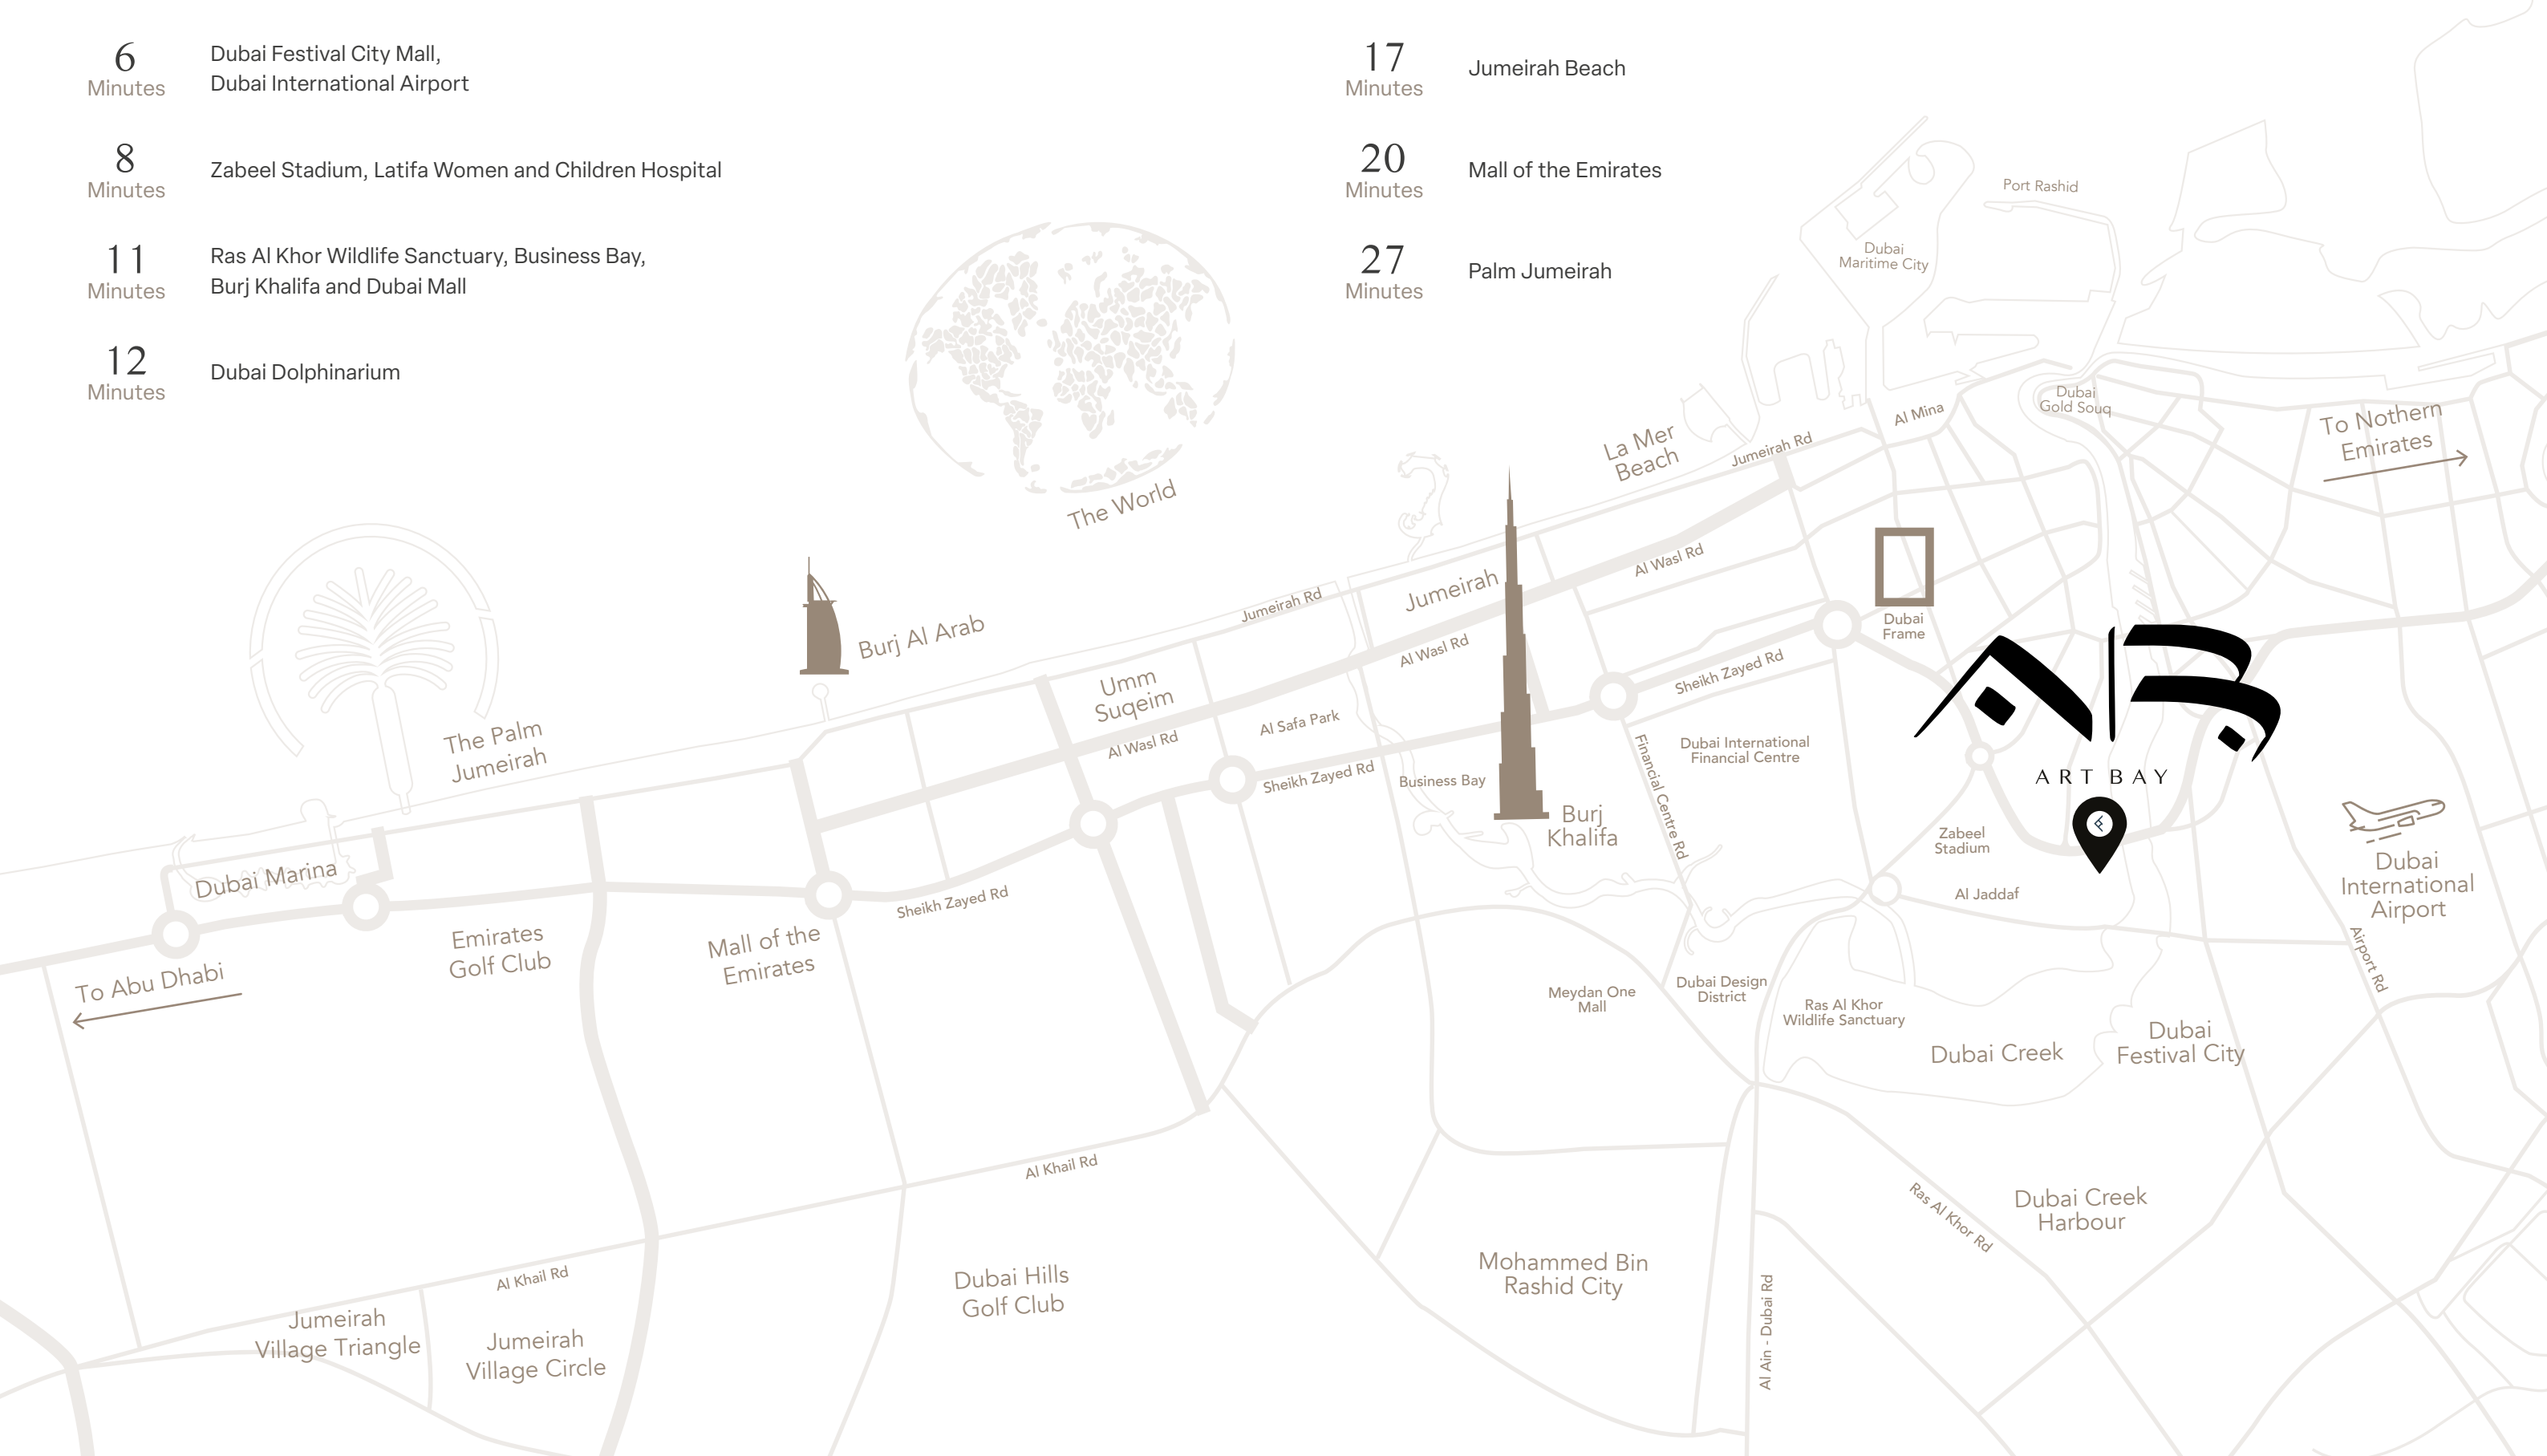 6
Minutes
Dubai Festival City Mall,
Dubai International Airport
8
Minutes
Zabeel Stadium, Latifa Women and Children Hospital
11
Minutes
Ras Al Khor Wildlife Sanctuary, Business Bay,
Burj Khalifa and Dubai Mall
12
Minutes
Dubai Dolphinarium
17
Minutes
Jumeirah Beach
20
Minutes
Mall of the Emirates
27
Minutes
Palm Jumeirah
Port Rashid
Dubai
Maritime City
Dubai
Gold Souq
Al Mina
To Nothern
Emirates
La Mer
Beach
Jumeirah Rd
The World
Al Wasl Rd
Jumeirah
Jumeirah Rd
Dubai
Frame
Burj Al Arab
Al Wasl Rd
Sheikh Zayed Rd
Umm
Suqeim
Al Safa Park
Al Wasl Rd
The Palm
Jumeirah
Dubai International
Financial Centre
ART BAY
Sheikh Zayed Rd
Business Bay
Financial Centre Rd
Burj
Khalifa
Zabeel
Stadium
Dubai
International
Airport
Dubai Marina
Sheikh Zayed Rd
Al Jaddaf
Airport Rd
Emirates
Golf Club
Mall of the
Emirates
To Abu Dhabi
Meydan One
Mall
Dubai Design
District
Ras Al Khor
Wildlife Sanctuary
Dubai Creek
Dubai
Festival City
Al Khail Rd
Ras Al Khor Rd
Dubai Creek
Harbour
Mohammed Bin
Rashid City
Al Ain - Dubai Rd
Al Khail Rd
Dubai Hills
Golf Club
Jumeirah
Village Triangle
Jumeirah
Village Circle